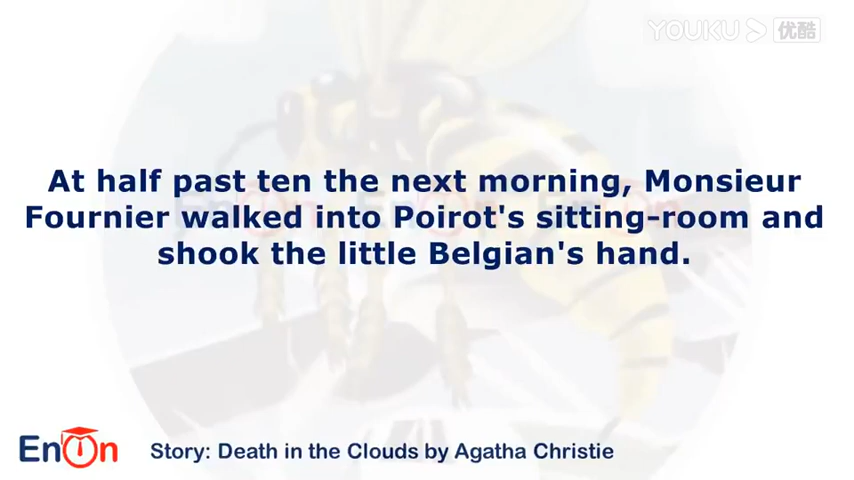 YOUKU 优酷
At half past ten the next morning, Monsieur
Fournier walked into Poirot's sitting-room and
shook the little Belgian's hand.
EnOn
Story: Death in the Clouds by Agatha Christie